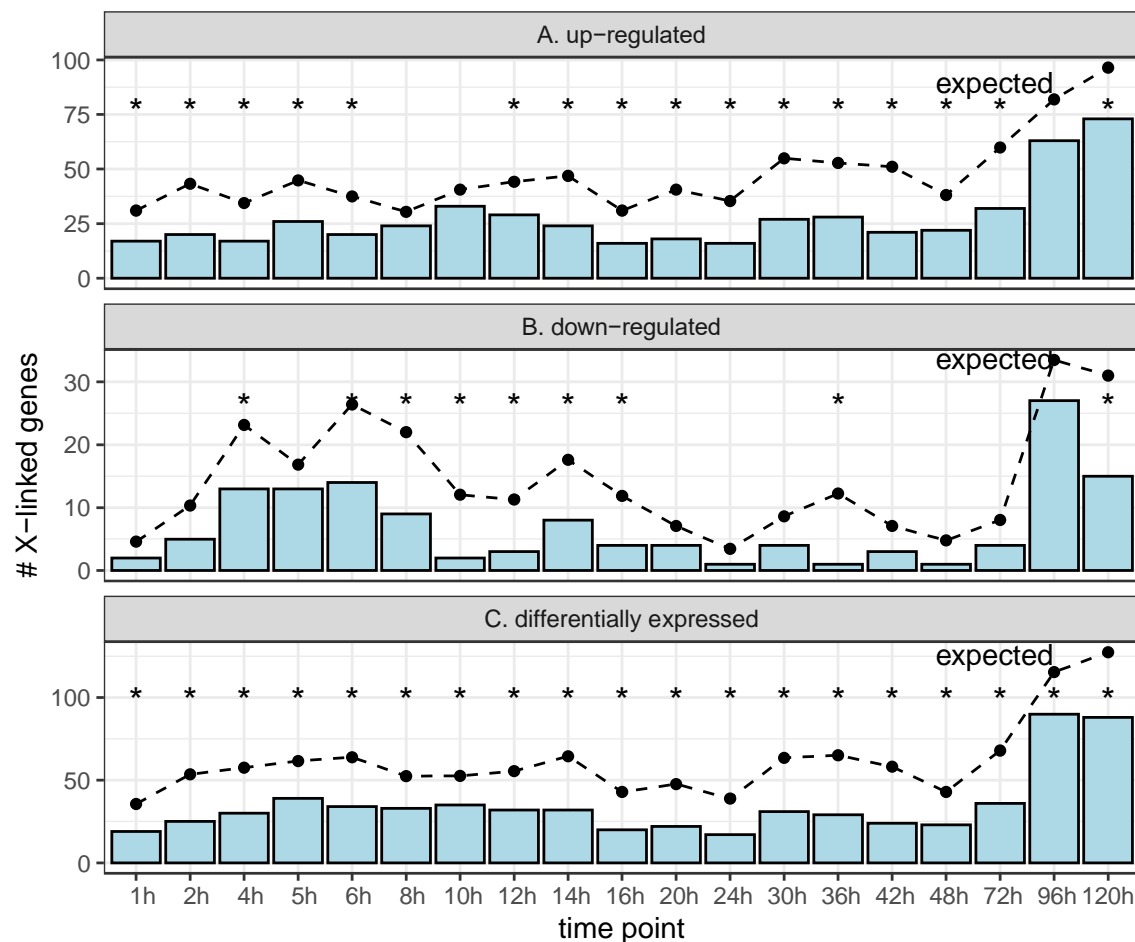 A. up−regulated
100
75
50
25
0
expected
* * * * * * * * * * * * * * * *
B. down−regulated
30
20
10
0
expected
* * * * * * * * *
C. differentially expressed
100
50
0
expected
* * * * * * * * * * * * * * * * * * *
1h 2h 4h 5h 6h 8h 10h 12h 14h 16h 20h 24h 30h 36h 42h 48h 72h 96h 120h
time point
# X−linked genes